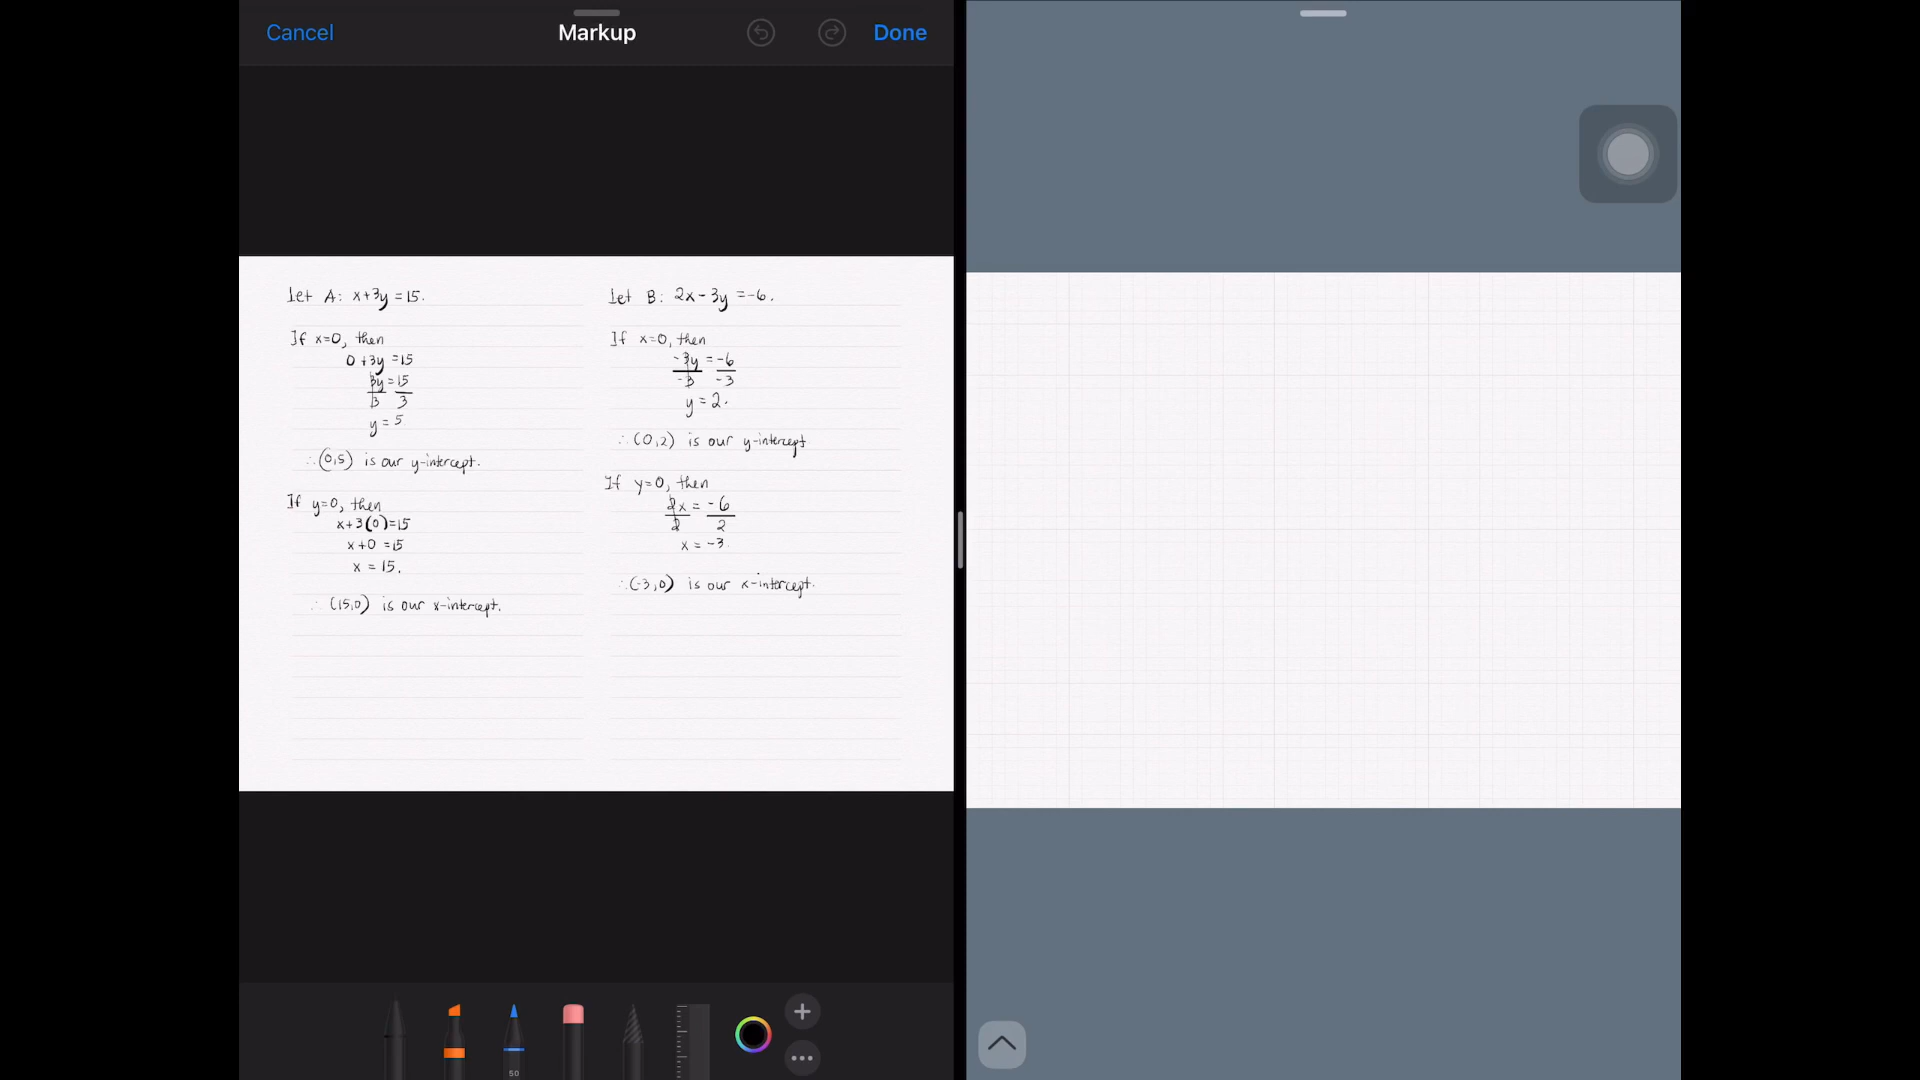 Cancel
Markup
Done
let A: x+3y=15.
If x=0, then
0+3y=15
3y=15
3 3
y=5
∴(0,5) is our y-intercept.
If y=0, then
x+3(0)=15
x+0=15
x=15.
∴(15,0) is our x-intercept.
let B: 2x-3y=-6.
If x=0, then
-3y=-6
-3 -3
y=2.
∴(0,2) is our y-intercept
If y=0, then
2x=-6
2 2
x=-3.
∴(-3,0) is our x-intercept.
50